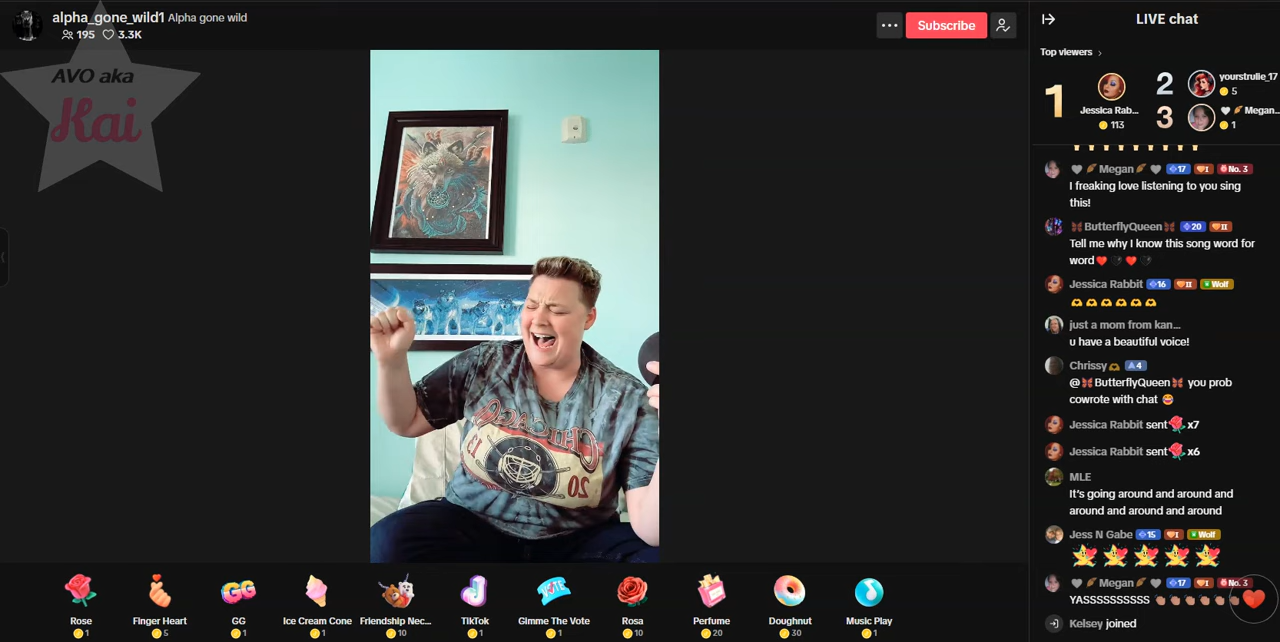 alpha_gone_wild1 Alpha gone wild
195 3.3K
AVO aka
Kai
Subscribe
LIVE chat
Top viewers
1
Jessica Rab...
113
2
yourstrulie_17
5
3
Megan...
1
Megan 17 I No. 3
I freaking love listening to you sing
this!
ButterflyQueen 20 II
Tell me why I know this song word for
word
Jessica Rabbit 16 II Wolf
just a mom from kan...
u have a beautiful voice!
Chrissy 4
@ButterflyQueen you prob
cowrote with chat
Jessica Rabbit sent x7
Jessica Rabbit sent x6
MLE
It's going around and around and
around and around and around
Jess N Gabe 15 I Wolf
Megan 17 I No. 3
YASSSSSSSSSS
Kelsey joined
CHICAGO
13
20
GG
Rose
1
Finger Heart
5
GG
1
Ice Cream Cone
1
Friendship Nec...
10
TikTok
1
Gimme The Vote
1
Rosa
10
Perfume
20
Doughnut
30
Music Play
1